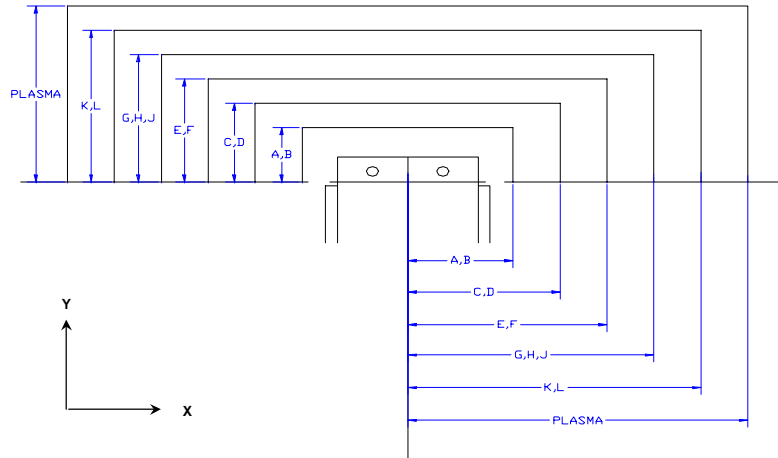 PLASMA
K,L
G,H,J
E,F
C,D
A,B
A,B
C,D
E,F
G,H,J
K,L
PLASMA
Y
X